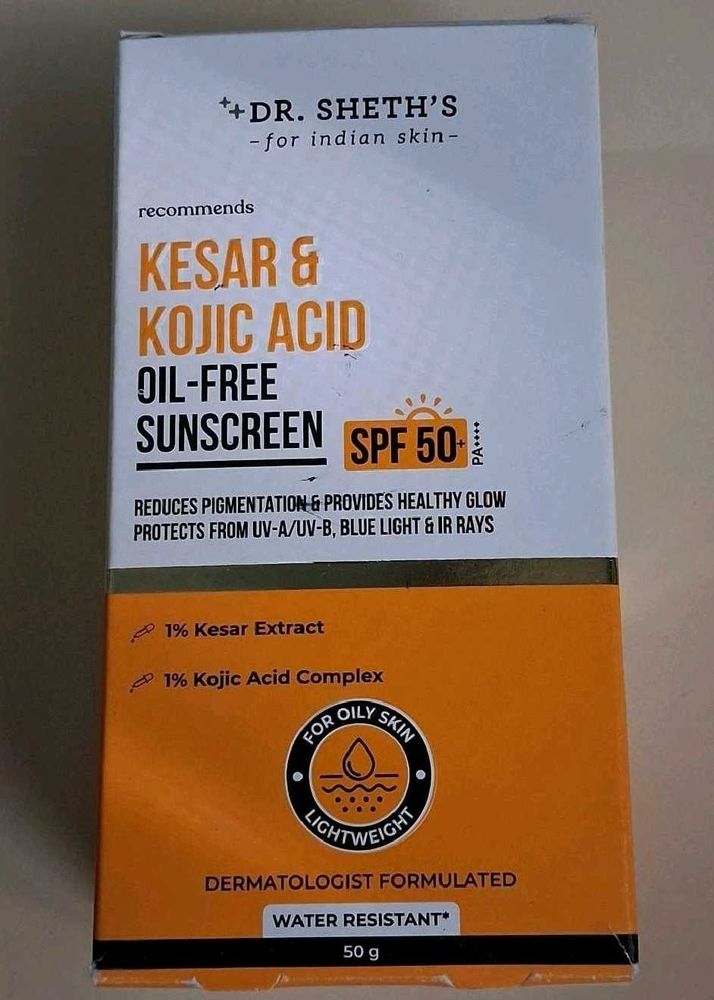 DR. SHETH'S
-for indian skin-
recommends
KESAR &
KOJIC ACID
OIL-FREE
SUNSCREEN
SPF 50+
PA++++
REDUCES PIGMENTATION & PROVIDES HEALTHY GLOW
PROTECTS FROM UV-A/UV-B, BLUE LIGHT & IR RAYS
1% Kesar Extract
1% Kojic Acid Complex
FOR OILY SKIN
LIGHTWEIGHT
DERMATOLOGIST FORMULATED
WATER RESISTANT*
50 g